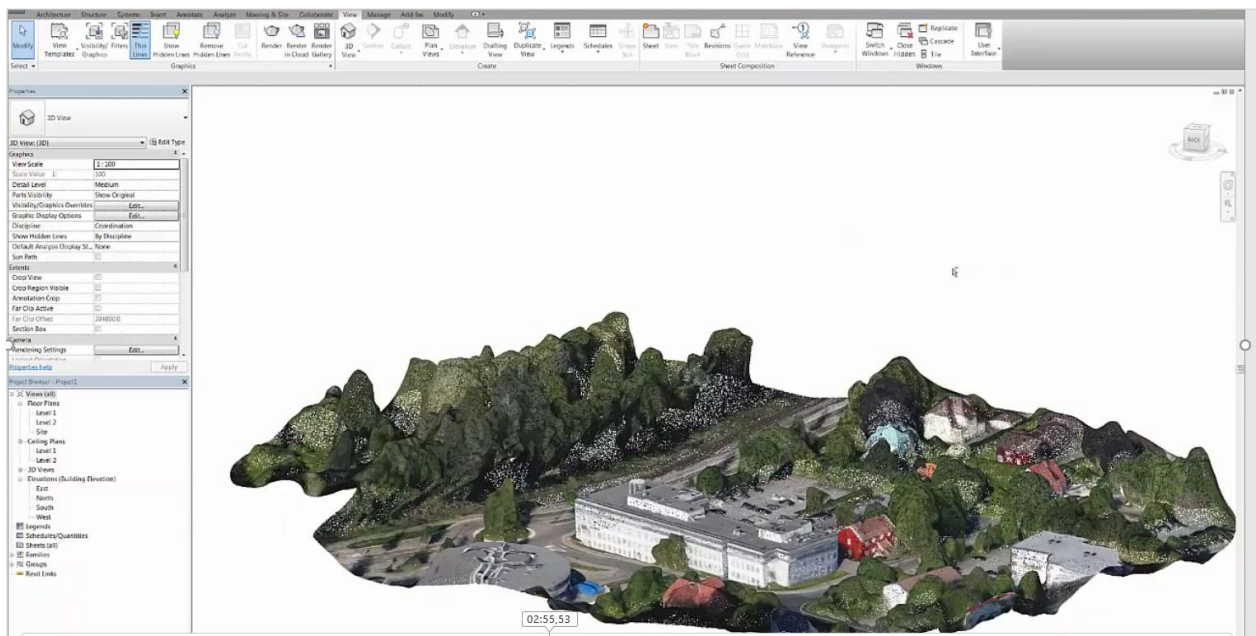 Architecture Structure Systems Insert Annotate Analyze Massing & Site Collaborate View Manage Add-Ins Modify
Modify View Templates Visibility/ Graphics Filters Thin Lines Show Hidden Lines Remove Hidden Lines Cut Profile Render Render in Cloud Render Gallery 3D View Section Callout Plan Views Elevation Drafting View Duplicate View Legends Schedules Scope Box Sheet View Title Block Revisions Guide Grid Matchline View Reference Viewports Switch Windows Close Hidden Replicate Cascade Tile User Interface
Select Graphics Create Sheet Composition Windows
Properties
3D View
3D View: {3D} Edit Type
Graphics
View Scale 1 : 100
Scale Value 1: 100
Detail Level Medium
Parts Visibility Show Original
Visibility/Graphics Overrides Edit...
Graphic Display Options Edit...
Discipline Coordination
Show Hidden Lines By Discipline
Default Analysis Display St... None
Sun Path
Extents
Crop View
Crop Region Visible
Annotation Crop
Far Clip Active
Far Clip Offset 304800.0
Section Box
Camera
Rendering Settings Edit...
Properties help Apply
Project Browser - Project1
Views (all)
Floor Plans
Level 1
Level 2
Site
Ceiling Plans
Level 1
Level 2
3D Views
Elevations (Building Elevation)
East
North
South
West
Legends
Schedules/Quantities
Sheets (all)
Families
Groups
Revit Links
BACK
02:55,53